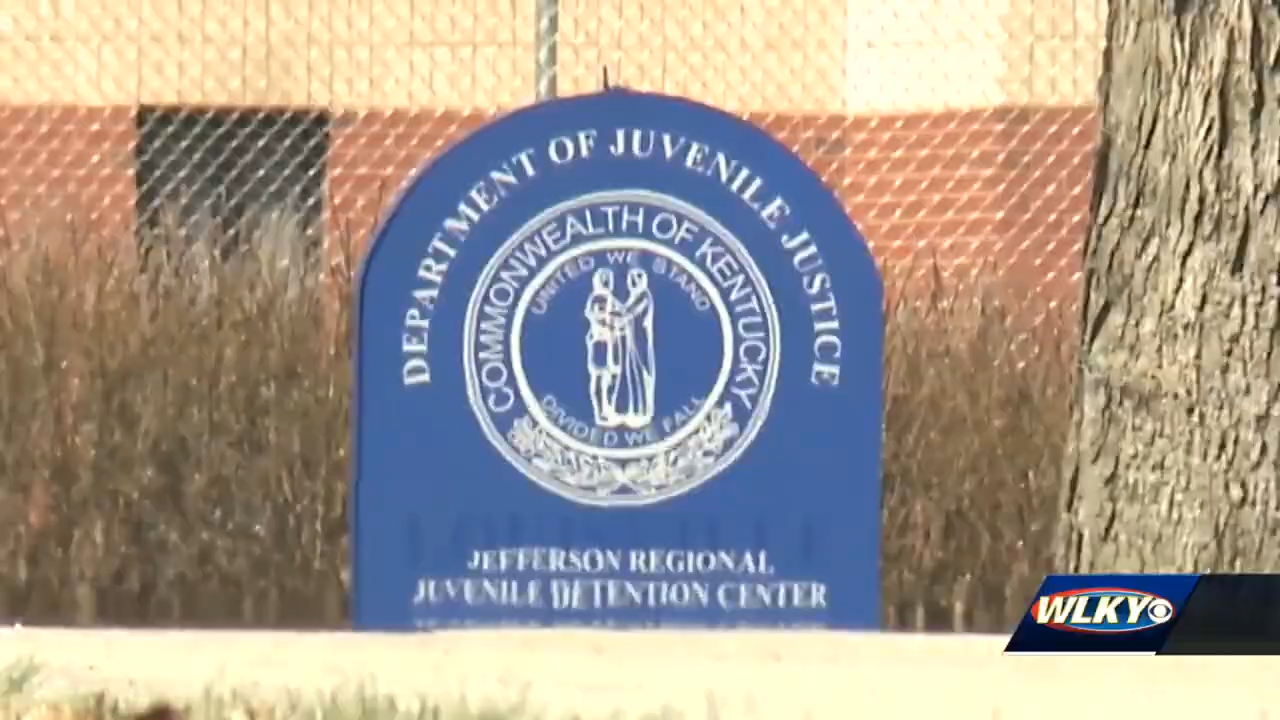 DEPARTMENT OF JUVENILE JUSTICE
COMMONWEALTH OF KENTUCKY
UNITED WE STAND
DIVIDED WE FALL
JEFFERSON REGIONAL
JUVENILE DETENTION CENTER
WLKY